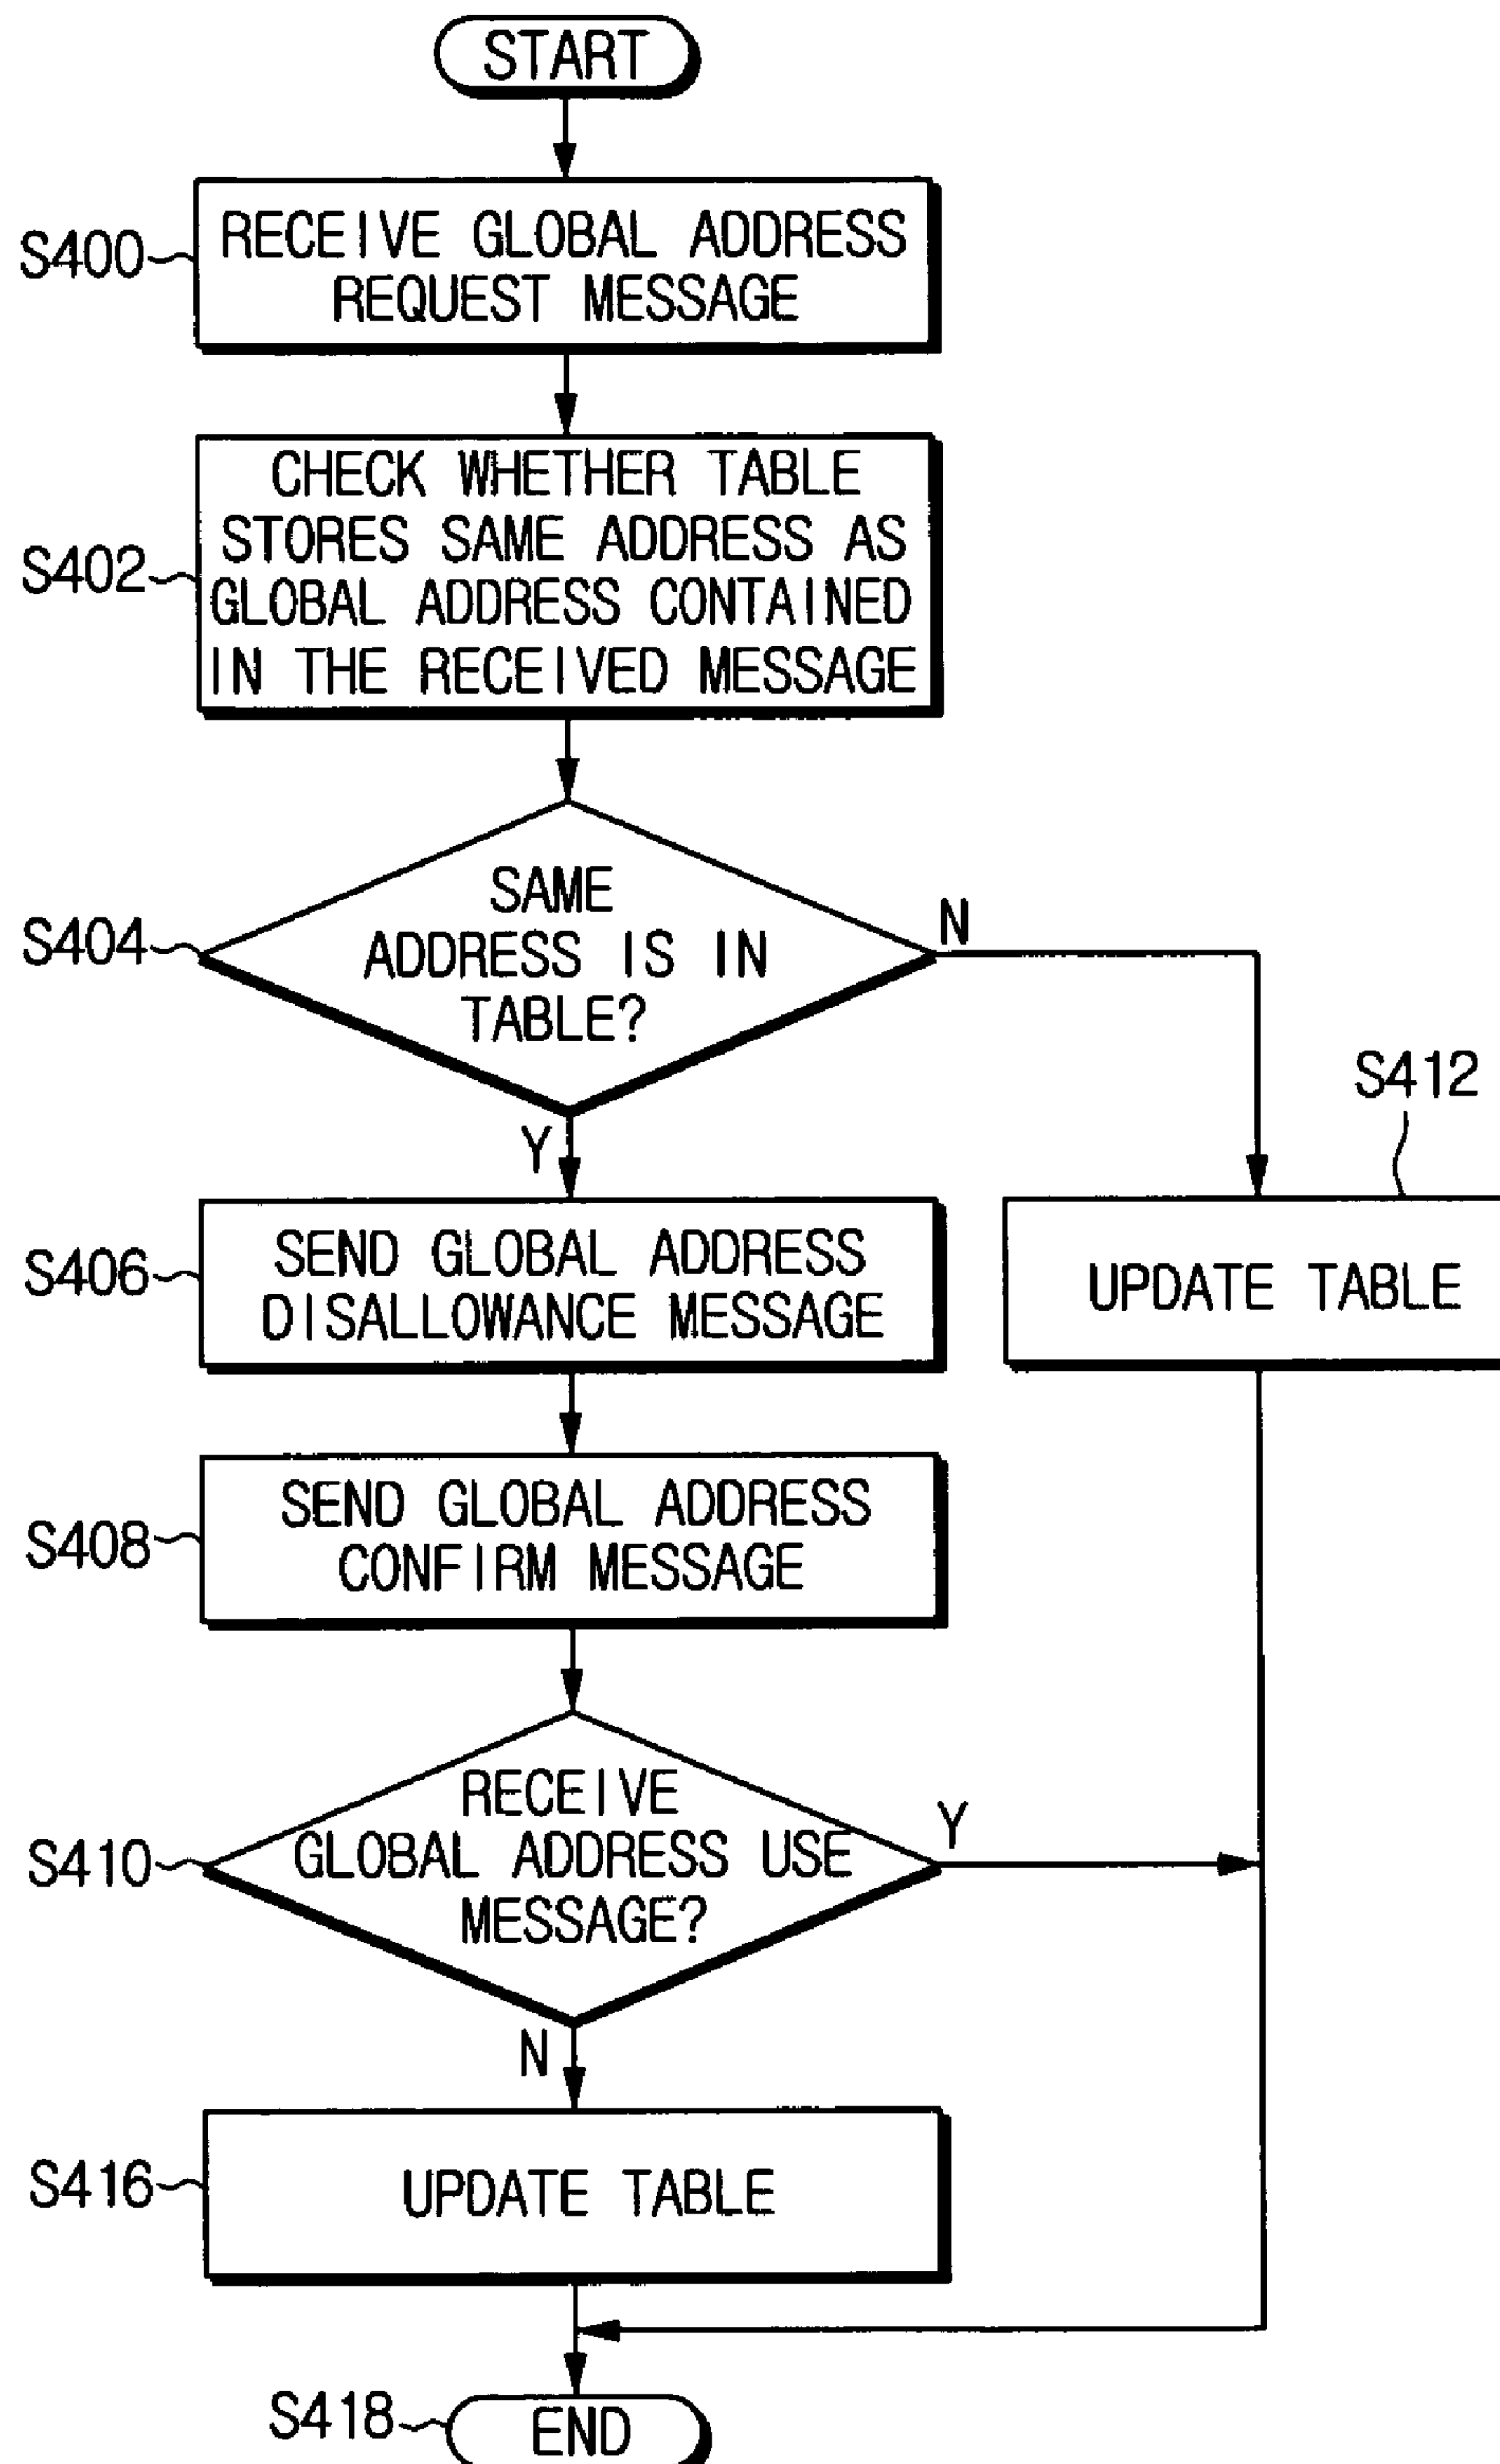 START
S400
RECEIVE GLOBAL ADDRESS
REQUEST MESSAGE
S402
CHECK WHETHER TABLE
STORES SAME ADDRESS AS
GLOBAL ADDRESS CONTAINED
IN THE RECEIVED MESSAGE
S404
SAME
ADDRESS IS IN
TABLE?
N
Y
S412
UPDATE TABLE
S406
SEND GLOBAL ADDRESS
DISALLOWANCE MESSAGE
S408
SEND GLOBAL ADDRESS
CONFIRM MESSAGE
S410
RECEIVE
GLOBAL ADDRESS USE
MESSAGE?
Y
N
S416
UPDATE TABLE
S418
END